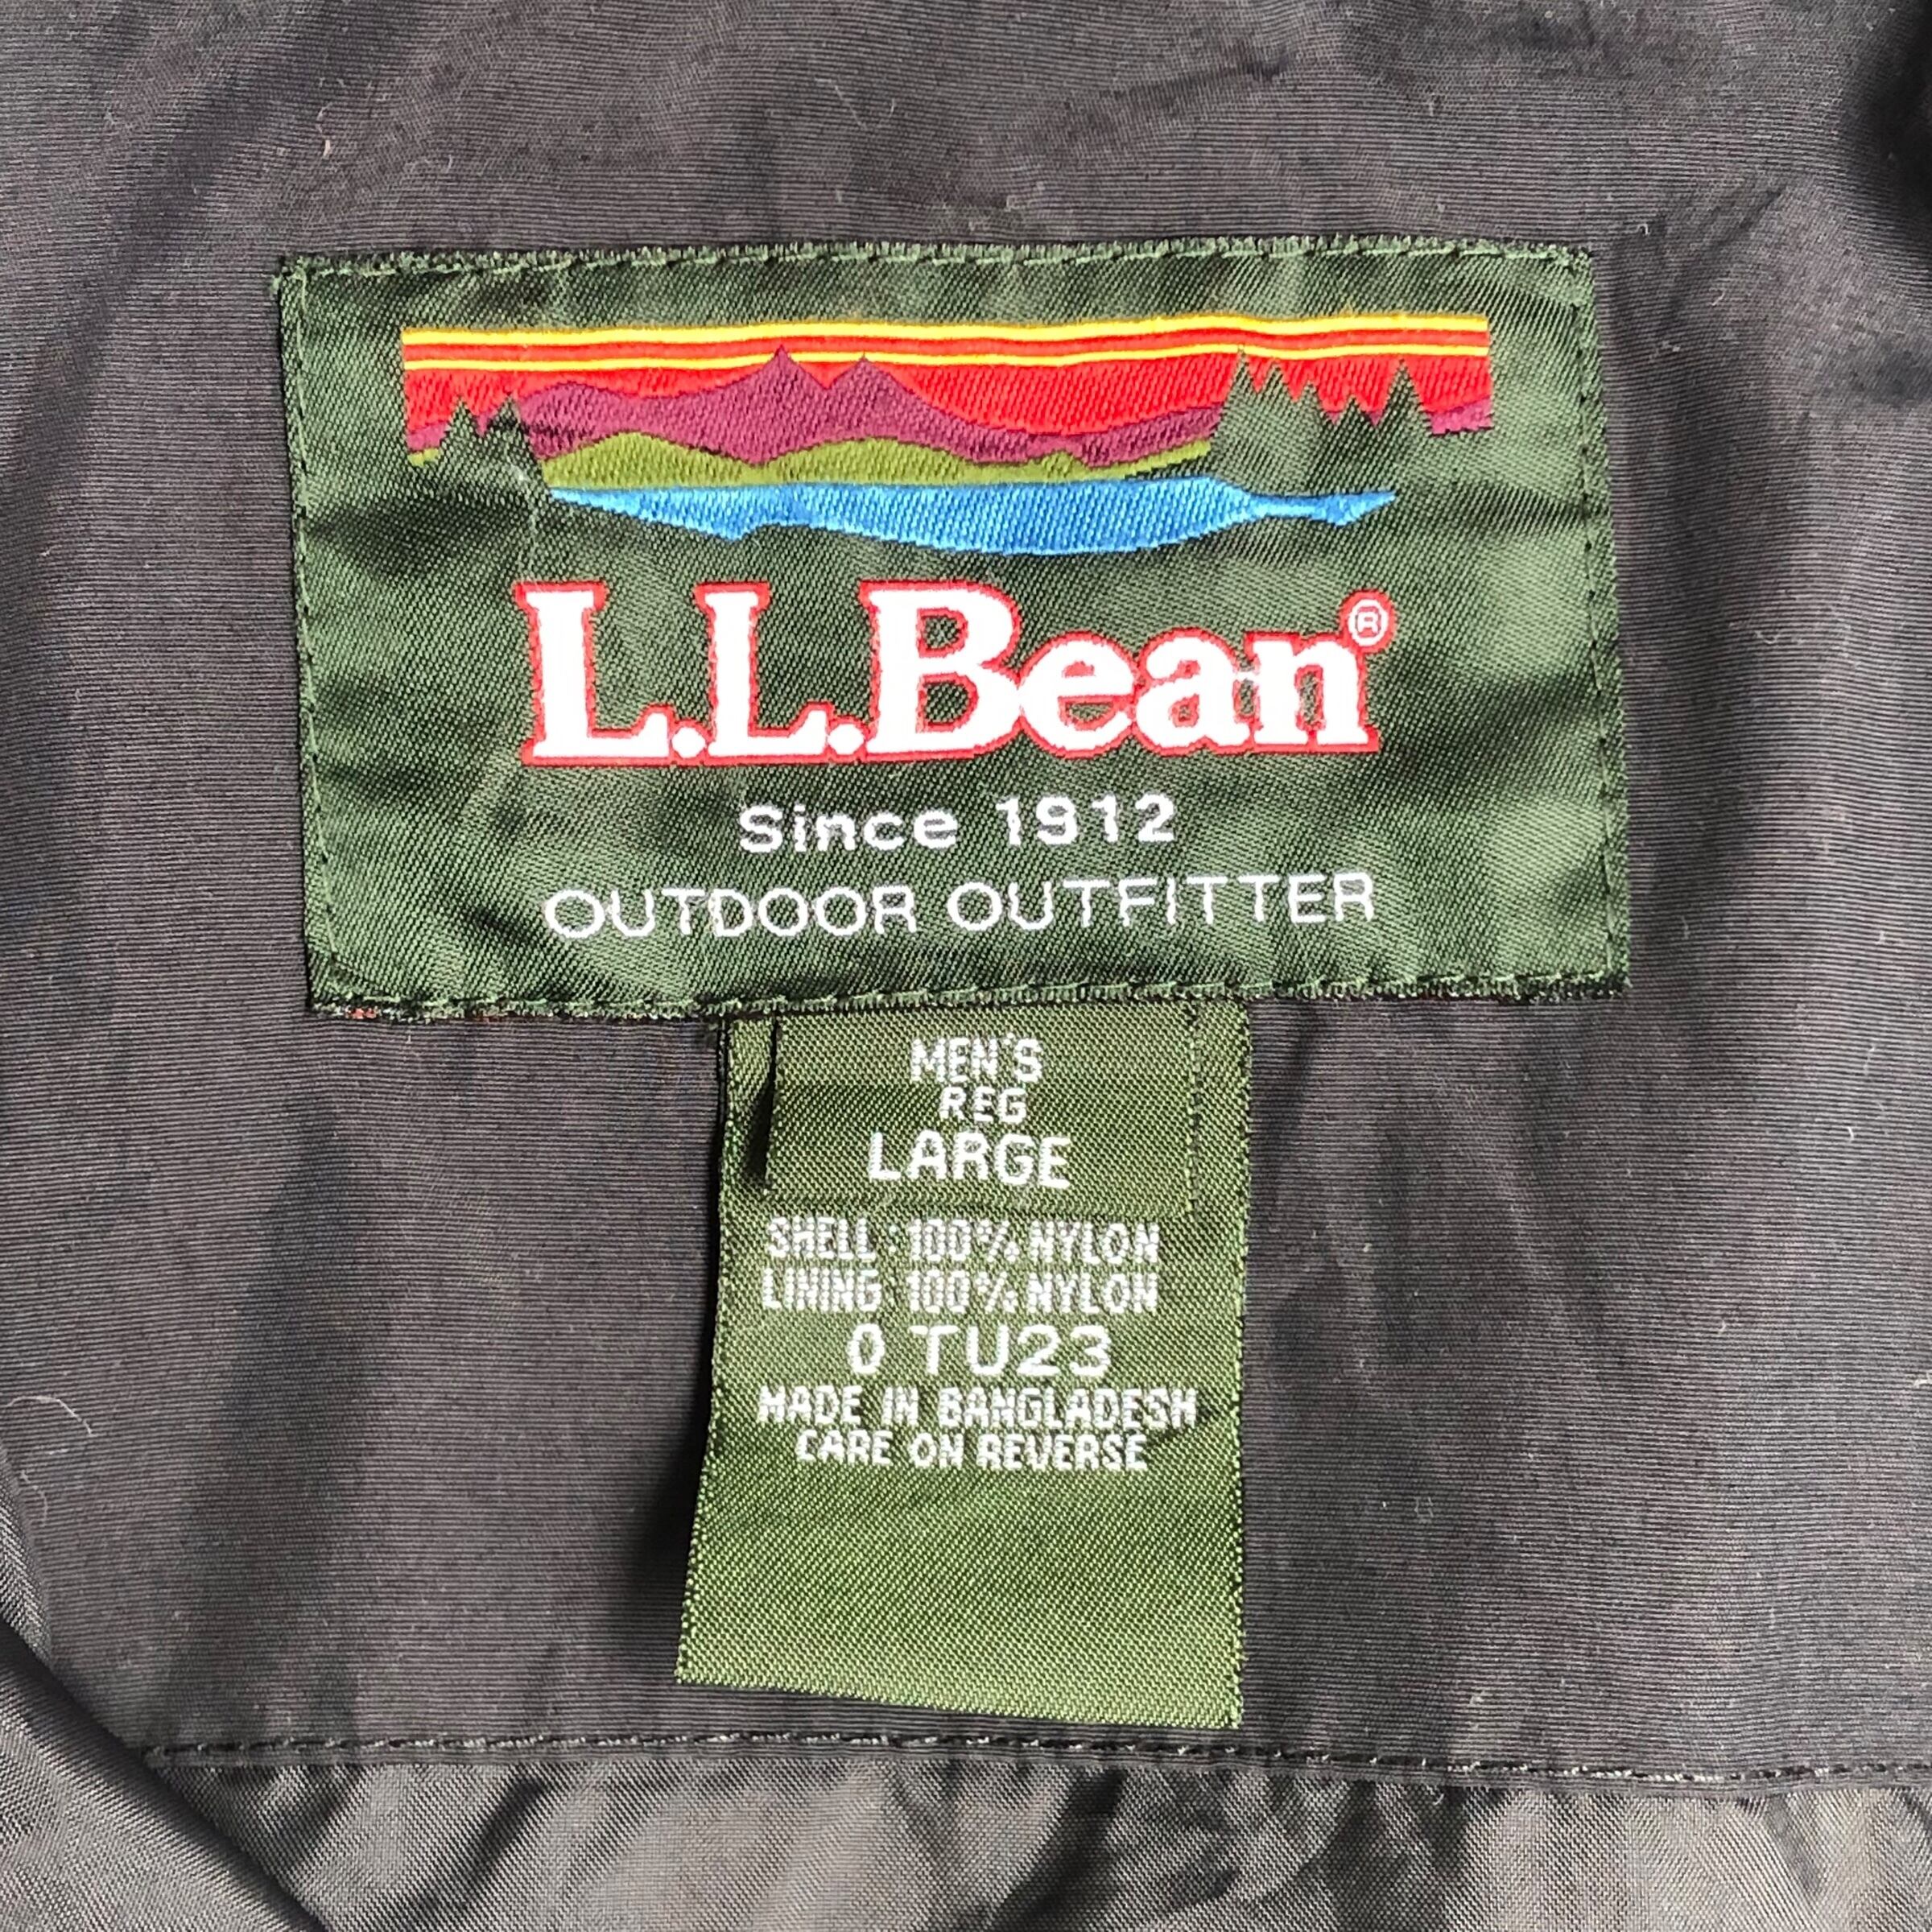 L.L.Bean®
Since 1912
OUTDOOR OUTFITTER
MEN'S
REG
LARGE
SHELL: 100% NYLON
LINING: 100% NYLON
0 TU23
MADE IN BANGLADESH
CARE ON REVERSE